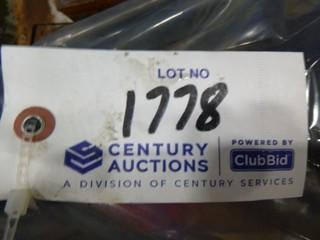 LOT NO
1778
CENTURY AUCTIONS
POWERED BY
ClubBid
A DIVISION OF CENTURY SERVICES